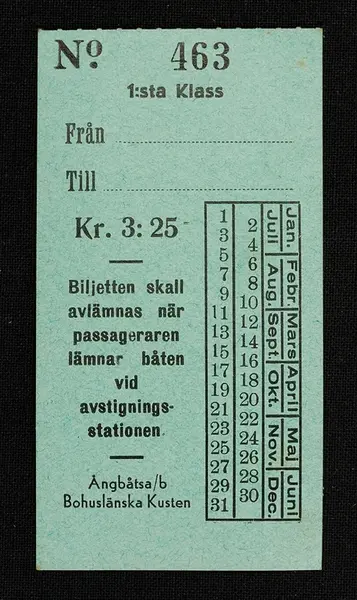 Nº 463
1:sta Klass
Från
Till
Kr. 3: 25
Biljetten skall
avlämnas när
passageraren
lämnar båten
vid
avstignings-
stationen
Ångbåtsa/b
Bohuslänska Kusten
1
2
3
4
5
6
7
8
9
10
11
12
13
14
15
16
17
18
19
20
21
22
23
24
25
26
27
28
29
30
31
Jan. Febr. Mars April Maj Juni
Juli Aug. Sept. Okt. Nov. Dec.